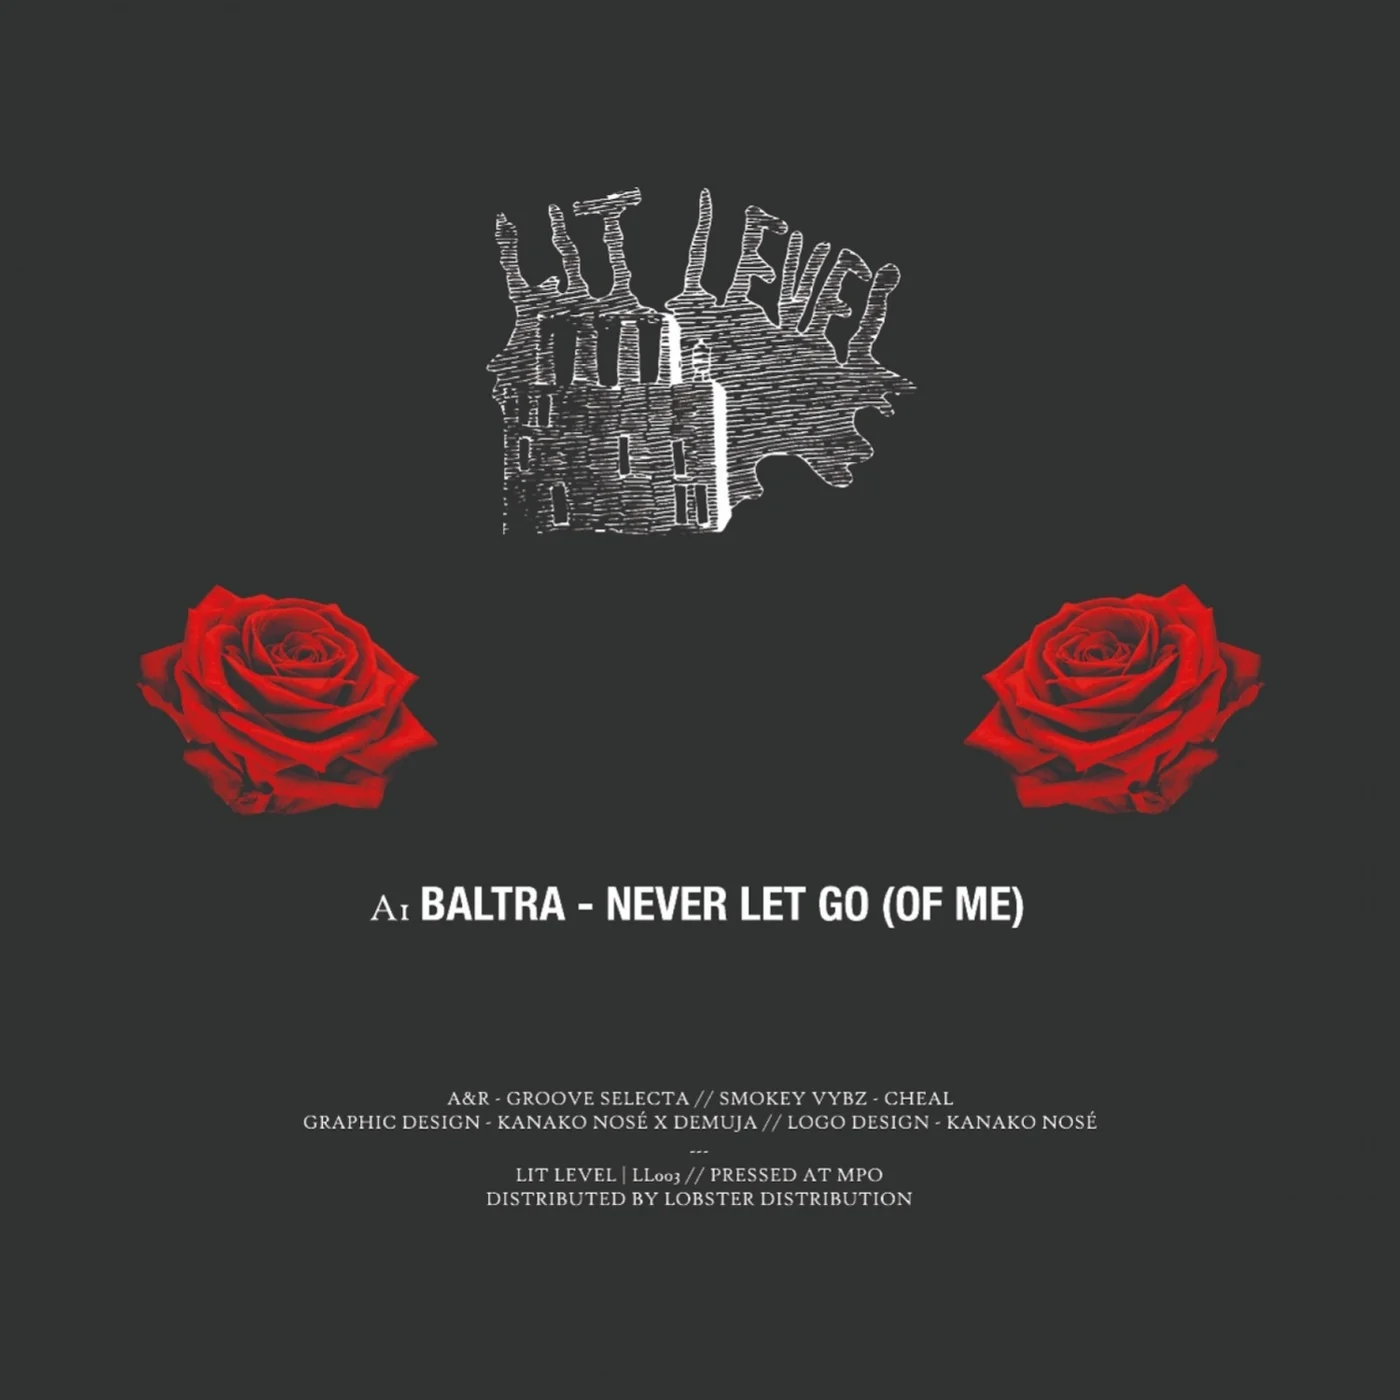 LIT LEVEL
A1 BALTRA - NEVER LET GO (OF ME)
A&R - GROOVE SELECTA // SMOKEY VYBZ - CHEAL
GRAPHIC DESIGN - KANAKO NOSÉ X DEMUJA // LOGO DESIGN - KANAKO NOSÉ
---
LIT LEVEL | LL003 // PRESSED AT MPO
DISTRIBUTED BY LOBSTER DISTRIBUTION